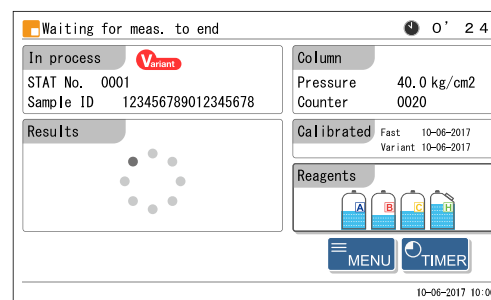 Waiting for meas. to end
0' 24
In process Variant
STAT No. 0001
Sample ID 123456789012345678
Results
Column
Pressure 40.0 kg/cm2
Counter 0020
Calibrated Fast 10-06-2017
Variant 10-06-2017
Reagents
A B C H
MENU TIMER
10-06-2017 10:0